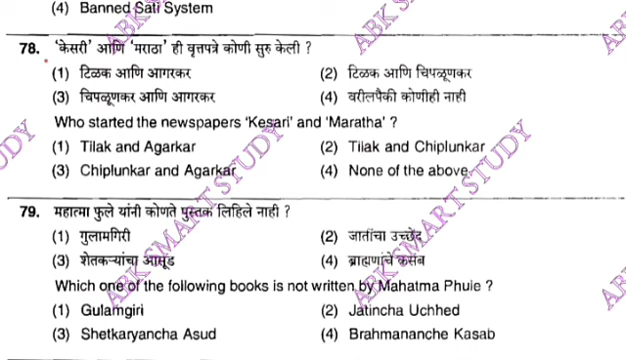 (4) Banned Sati System
78. 'केसरी' आणि 'मराठा' ही वृत्तपत्रे कोणी सुरु केली ?
(1) टिळक आणि आगरकर (2) टिळक आणि चिपळूणकर
(3) चिपळूणकर आणि आगरकर (4) वरीलपैकी कोणीही नाही
Who started the newspapers 'Kesari' and 'Maratha' ?
(1) Tilak and Agarkar (2) Tilak and Chiplunkar
(3) Chiplunkar and Agarkar (4) None of the above
79. महात्मा फुले यांनी कोणते पुस्तक लिहिले नाही ?
(1) गुलामगिरी (2) जातींचा उच्छेद
(3) शेतकऱ्यांचा आसूड (4) ब्राह्मणांचे कसब
Which one of the following books is not written by Mahatma Phule ?
(1) Gulamgiri (2) Jatincha Uchhed
(3) Shetkaryancha Asud (4) Brahmananche Kasab
ABK SMART STUDY